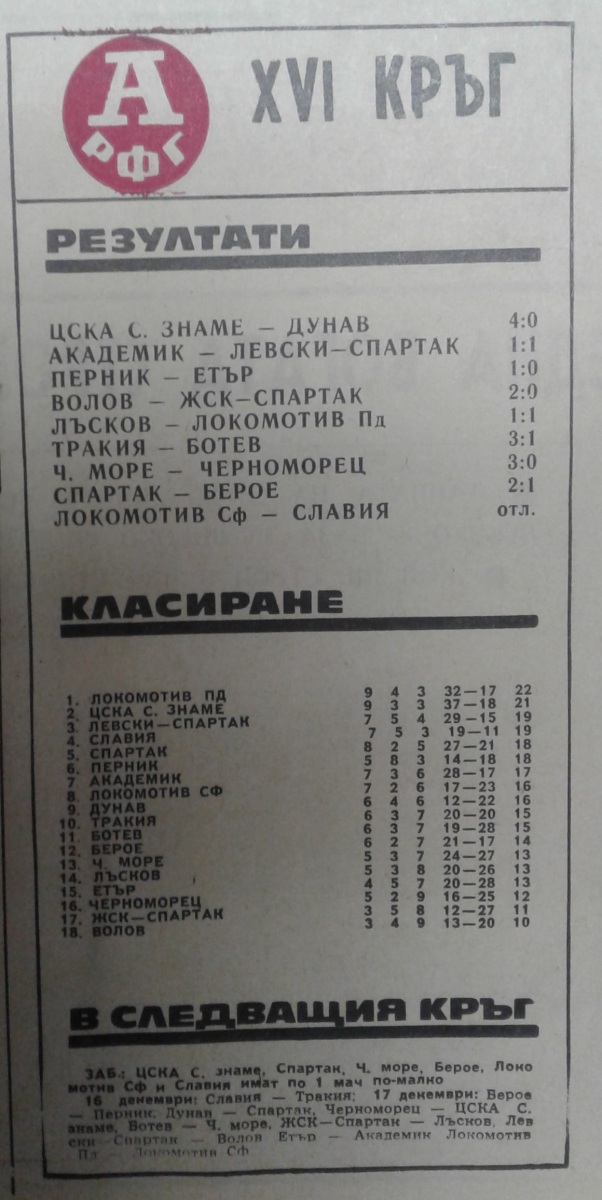 А
РФГ
XVI КРЪГ
РЕЗУЛТАТИ
ЦСКА С. ЗНАМЕ — ДУНАВ 4:0
АКАДЕМИК — ЛЕВСКИ—СПАРТАК 1:1
ПЕРНИК — ЕТЪР 1:0
ВОЛОВ — ЖСК—СПАРТАК 2:0
ЛЪСКОВ — ЛОКОМОТИВ Пд 1:1
ТРАКИЯ — БОТЕВ 3:1
Ч. МОРЕ — ЧЕРНОМОРЕЦ 3:0
СПАРТАК — БЕРОЕ 2:1
ЛОКОМОТИВ Сф — СЛАВИЯ отл.
КЛАСИРАНЕ
1. ЛОКОМОТИВ ПД 9 4 3 32—17 22
2. ЦСКА С. ЗНАМЕ 9 3 3 37—18 21
3. ЛЕВСКИ—СПАРТАК 7 5 4 29—15 19
4. СЛАВИЯ 7 5 3 19—11 19
5. СПАРТАК 8 2 5 27—21 18
6. ПЕРНИК 5 8 3 14—18 18
7 АКАДЕМИК 7 3 6 28—17 17
8. ЛОКОМОТИВ СФ 7 2 6 17—23 16
9. ДУНАВ 6 4 6 12—22 16
10. ТРАКИЯ 6 3 7 20—20 15
11. БОТЕВ 6 3 7 19—28 15
12. БЕРОЕ 6 2 7 21—17 14
13. Ч. МОРЕ 5 3 7 24—27 13
14. ЛЪСКОВ 5 3 8 20—26 13
15. ЕТЪР 4 5 7 20—28 13
16. ЧЕРНОМОРЕЦ 5 2 9 16—25 12
17. ЖСК—СПАРТАК 3 5 8 12—27 11
18. ВОЛОВ 3 4 9 13—20 10
В СЛЕДВАЩИЯ КРЪГ
ЗАБ.: ЦСКА С. знаме, Спартак, Ч. море, Берое, Локо
мотив Сф и Славия имат по 1 мач по-малко
16 декември: Славия — Тракия; 17 декември: Берое
— Перник, Дунав — Спартак, Черноморец — ЦСКА С.
знаме, Ботев — Ч. море, ЖСК—Спартак — Лъсков, Лев
ски Спартак — Волов Етър — Академик Локомотив
Пд — Локомотив Сф